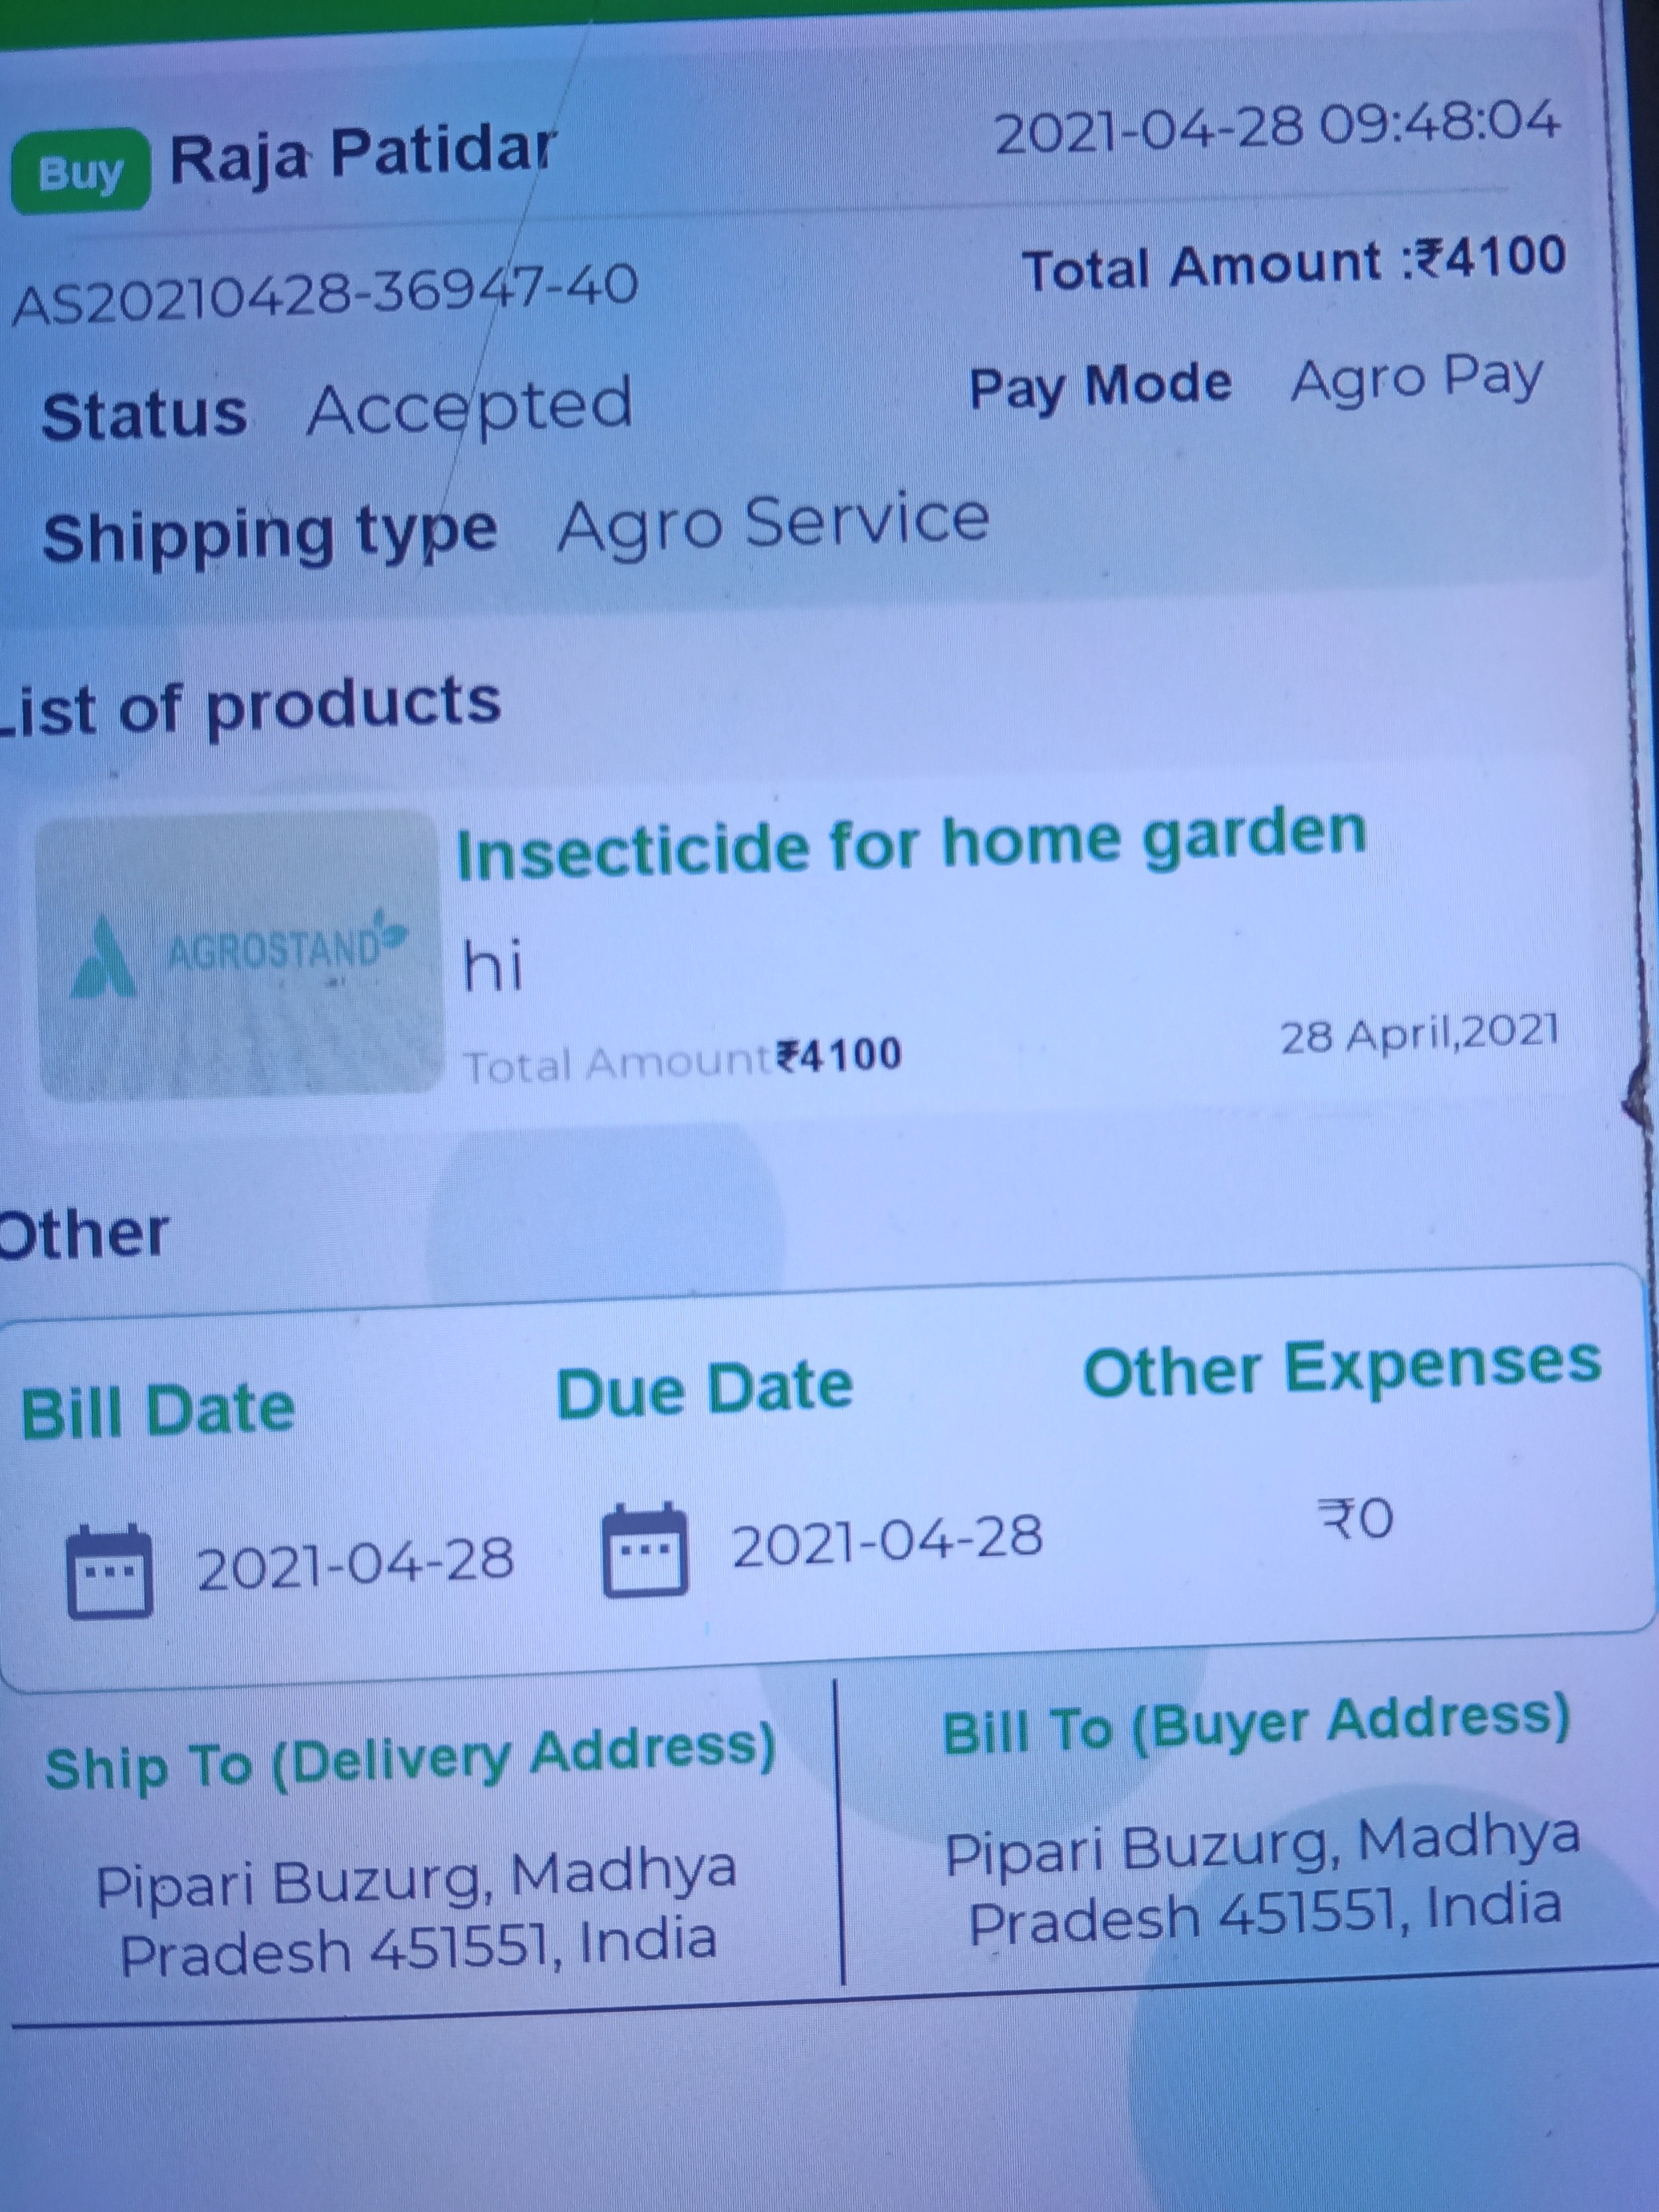 Buy Raja Patidar 2021-04-28 09:48:04
AS20210428-36947-40 Total Amount :₹4100
Status Accepted Pay Mode Agro Pay
Shipping type Agro Service
List of products
Insecticide for home garden
AGROSTAND hi
Total Amount₹4100 28 April,2021
Other
Bill Date Due Date Other Expenses
2021-04-28 2021-04-28 ₹0
Ship To (Delivery Address) Bill To (Buyer Address)
Pipari Buzurg, Madhya Pipari Buzurg, Madhya
Pradesh 451551, India Pradesh 451551, India